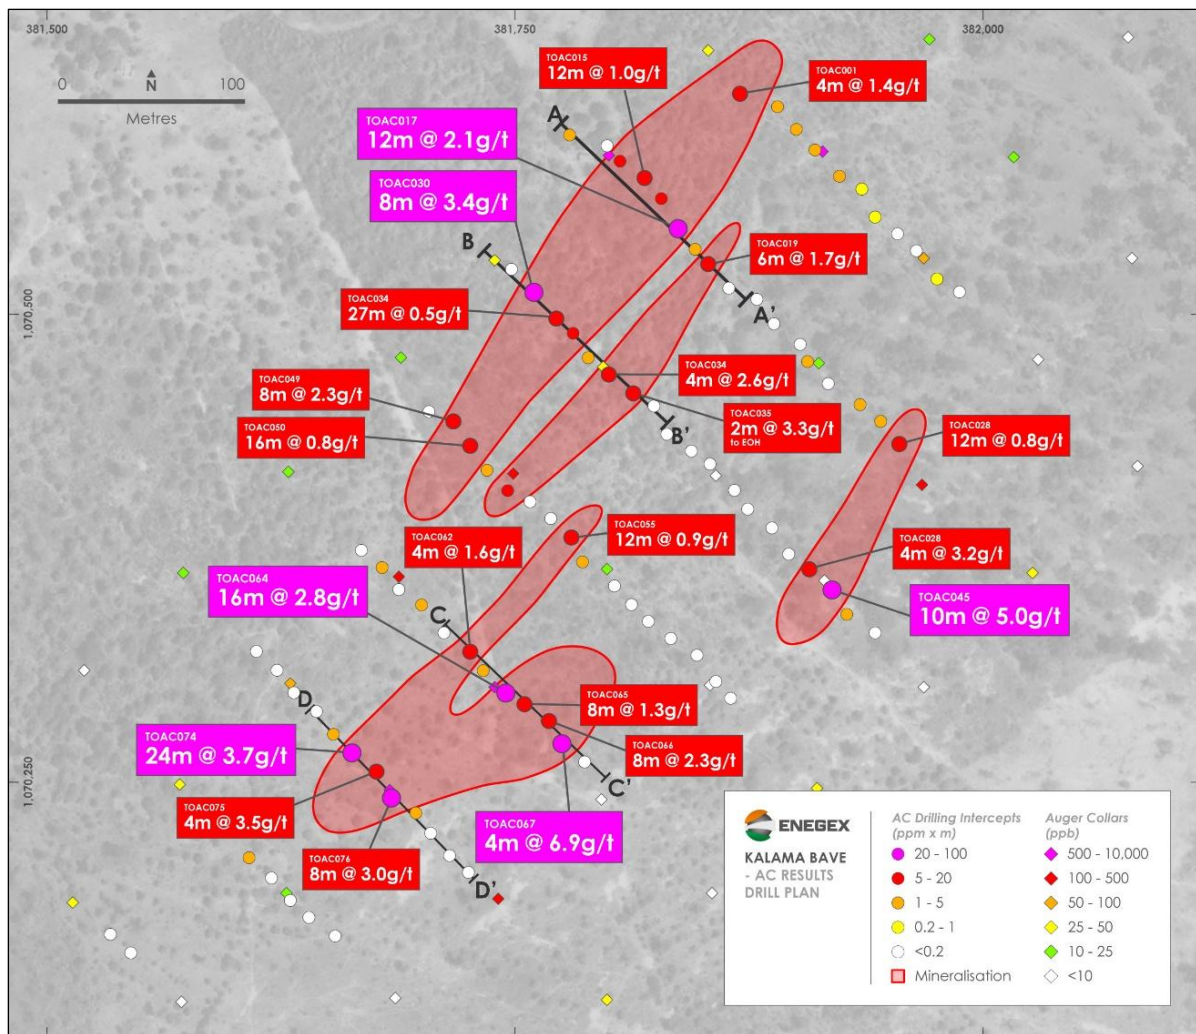 381,500
381,750
382,000
0
N
100
Metres
1,070,500
1,070,250
TOAC015
12m @ 1.0g/t
TOAC001
4m @ 1.4g/t
A
TOAC017
12m @ 2.1g/t
TOAC030
8m @ 3.4g/t
B
TOAC019
6m @ 1.7g/t
A'
TOAC034
27m @ 0.5g/t
TOAC034
4m @ 2.6g/t
TOAC049
8m @ 2.3g/t
TOAC035
2m @ 3.3g/t
to EOH
B'
TOAC050
16m @ 0.8g/t
TOAC028
12m @ 0.8g/t
TOAC062
4m @ 1.6g/t
TOAC055
12m @ 0.9g/t
TOAC028
4m @ 3.2g/t
TOAC064
16m @ 2.8g/t
TOAC045
10m @ 5.0g/t
C
D
TOAC065
8m @ 1.3g/t
TOAC074
24m @ 3.7g/t
TOAC066
8m @ 2.3g/t
C'
TOAC075
4m @ 3.5g/t
TOAC067
4m @ 6.9g/t
TOAC076
8m @ 3.0g/t
D'
ENEGEX
KALAMA BAVE
- AC RESULTS
DRILL PLAN
AC Drilling Intercepts
(ppm x m)
20 - 100
5 - 20
1 - 5
0.2 - 1
<0.2
Mineralisation
Auger Collars
(ppb)
500 - 10,000
100 - 500
50 - 100
25 - 50
10 - 25
<10